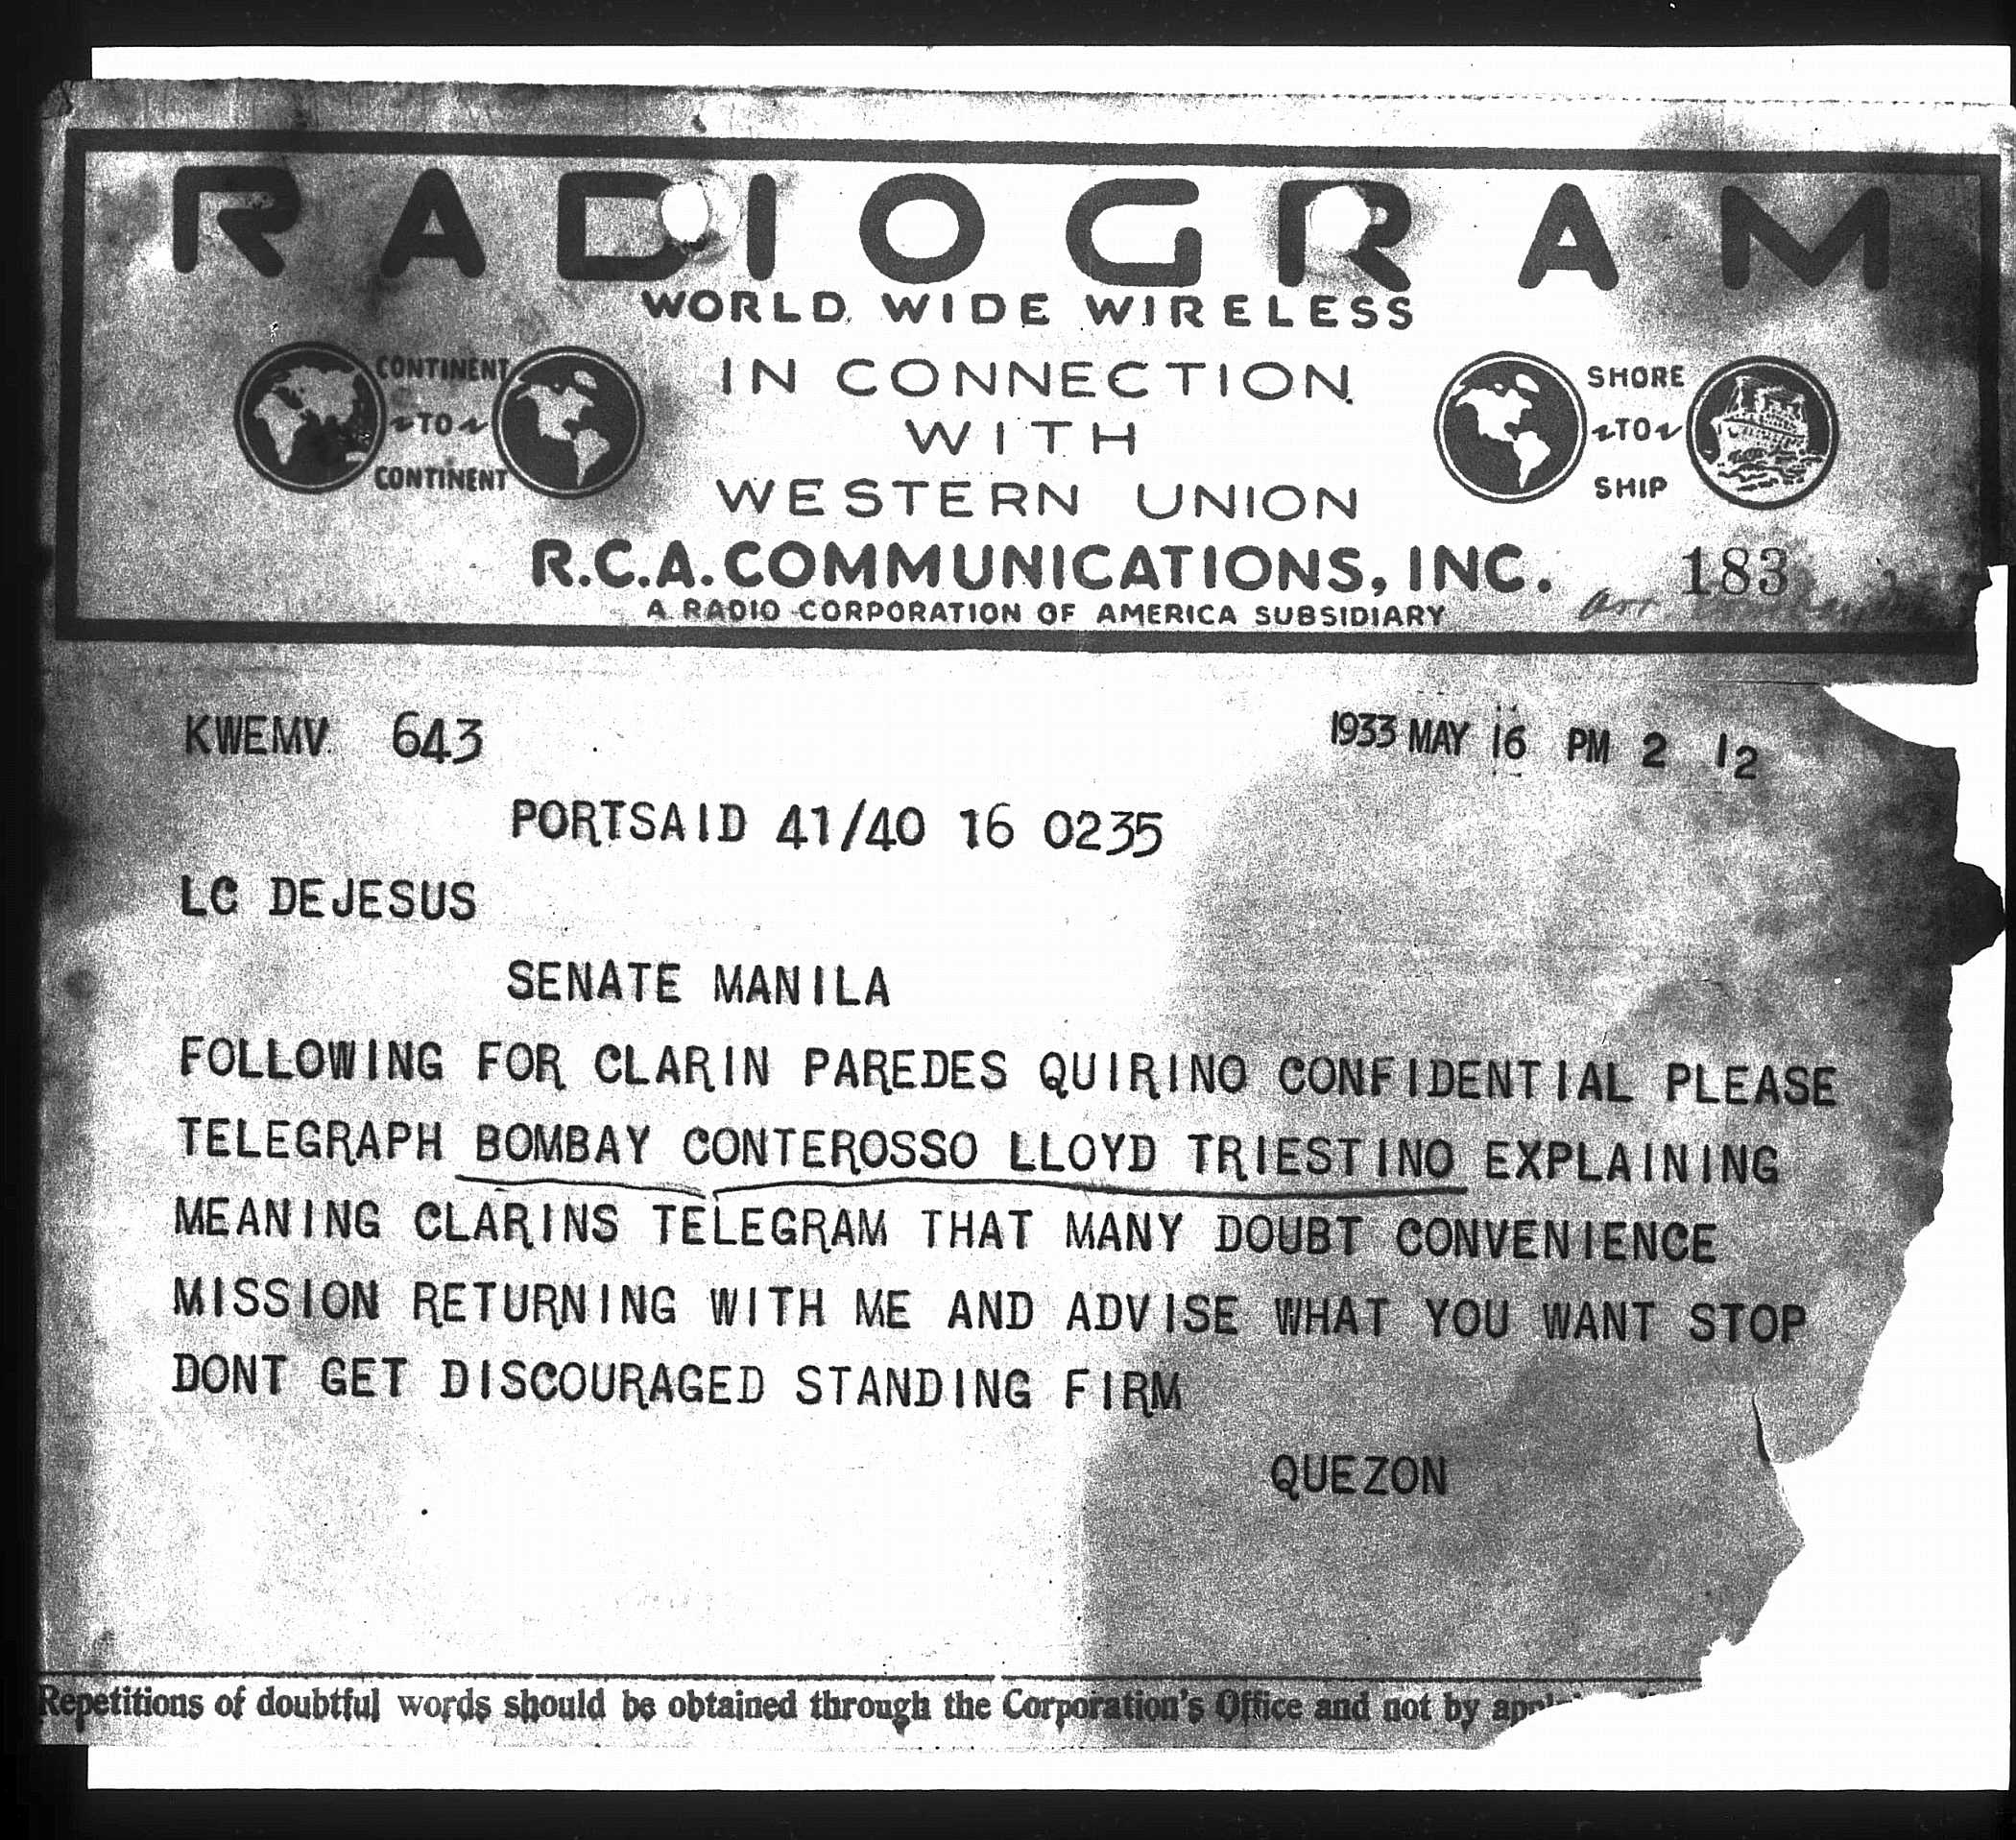 RADIOGRAM
WORLD WIDE WIRELESS
CONTINENT
TO
CONTINENT
IN CONNECTION
WITH
WESTERN UNION
SHORE
TO
SHIP
R.C.A. COMMUNICATIONS, INC. 183
A RADIO CORPORATION OF AMERICA SUBSIDIARY
KWEMV 643 1933 MAY 16 PM 2 12
PORTSAID 41/40 16 0235
LC DEJESUS
SENATE MANILA
FOLLOWING FOR CLARIN PAREDES QUIRINO CONFIDENTIAL PLEASE
TELEGRAPH BOMBAY CONTEROSSO LLOYD TRIESTINO EXPLAINING
MEANING CLARINS TELEGRAM THAT MANY DOUBT CONVENIENCE
MISSION RETURNING WITH ME AND ADVISE WHAT YOU WANT STOP
DONT GET DISCOURAGED STANDING FIRM
QUEZON
Repetitions of doubtful words should be obtained through the Corporation's Office and not by